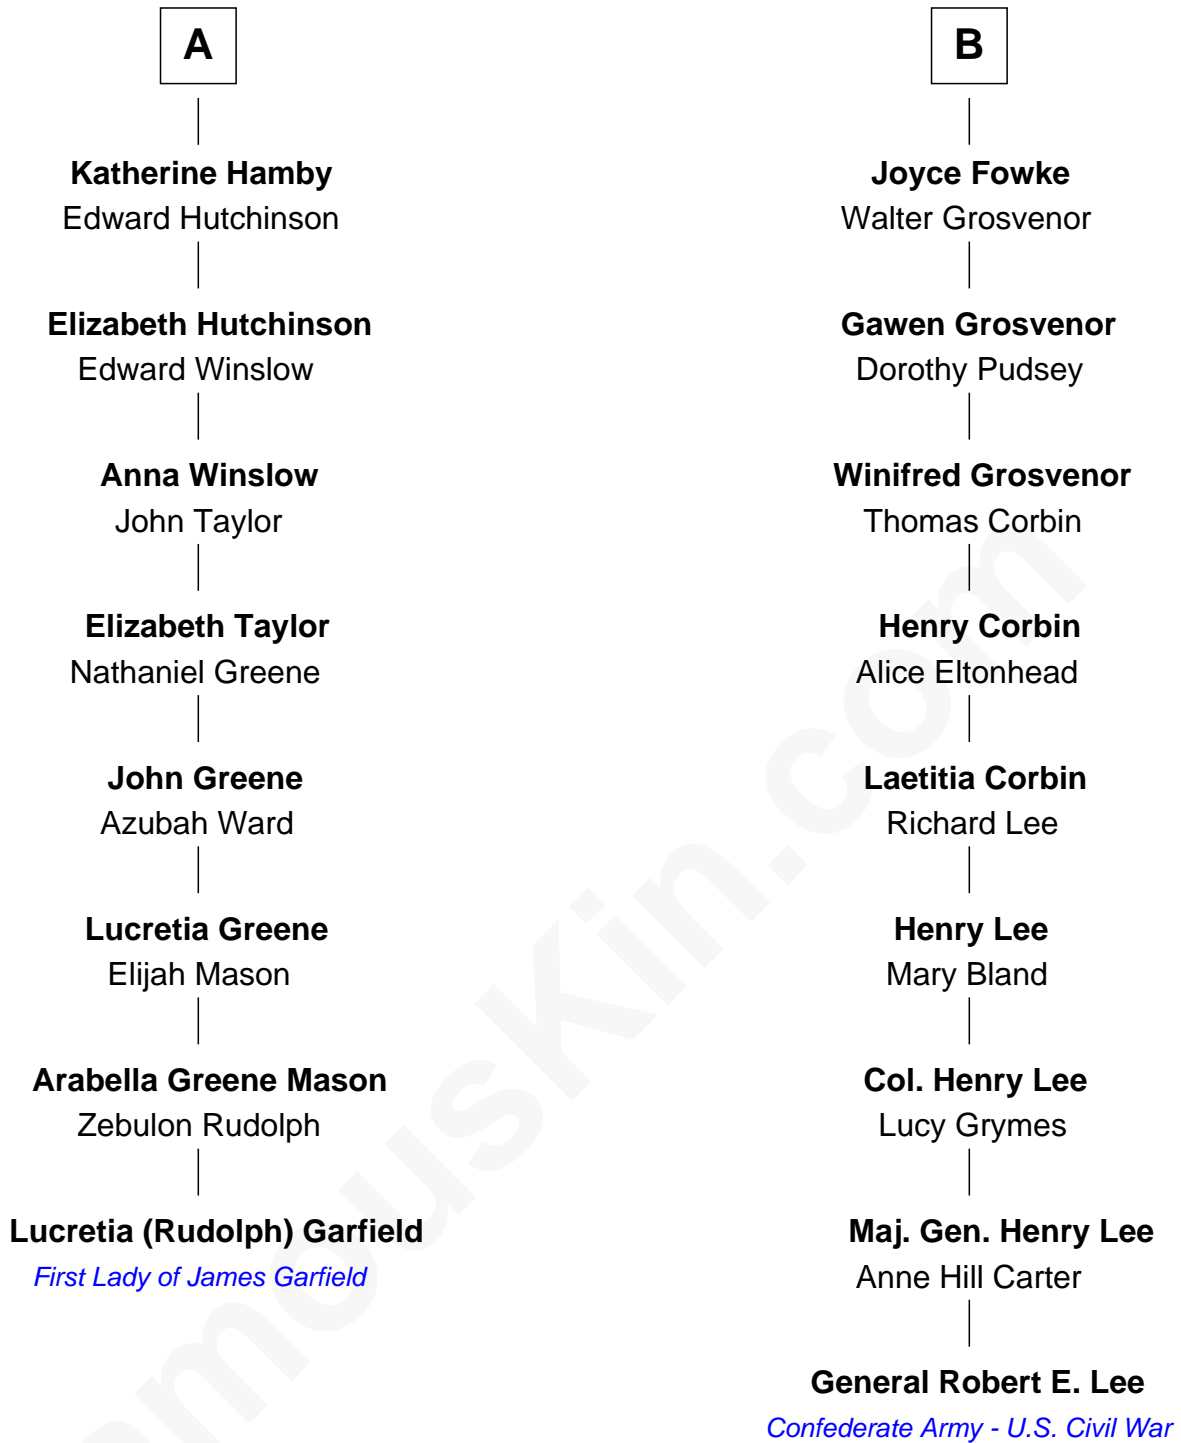 A
Katherine Hamby
Edward Hutchinson
Elizabeth Hutchinson
Edward Winslow
Anna Winslow
John Taylor
Elizabeth Taylor
Nathaniel Greene
John Greene
Azubah Ward
Lucretia Greene
Elijah Mason
Arabella Greene Mason
Zebulon Rudolph
Lucretia (Rudolph) Garfield
First Lady of James Garfield
B
Joyce Fowke
Walter Grosvenor
Gawen Grosvenor
Dorothy Pudsey
Winifred Grosvenor
Thomas Corbin
Henry Corbin
Alice Eltonhead
Laetitia Corbin
Richard Lee
Henry Lee
Mary Bland
Col. Henry Lee
Lucy Grymes
Maj. Gen. Henry Lee
Anne Hill Carter
General Robert E. Lee
Confederate Army - U.S. Civil War
amouskin.com